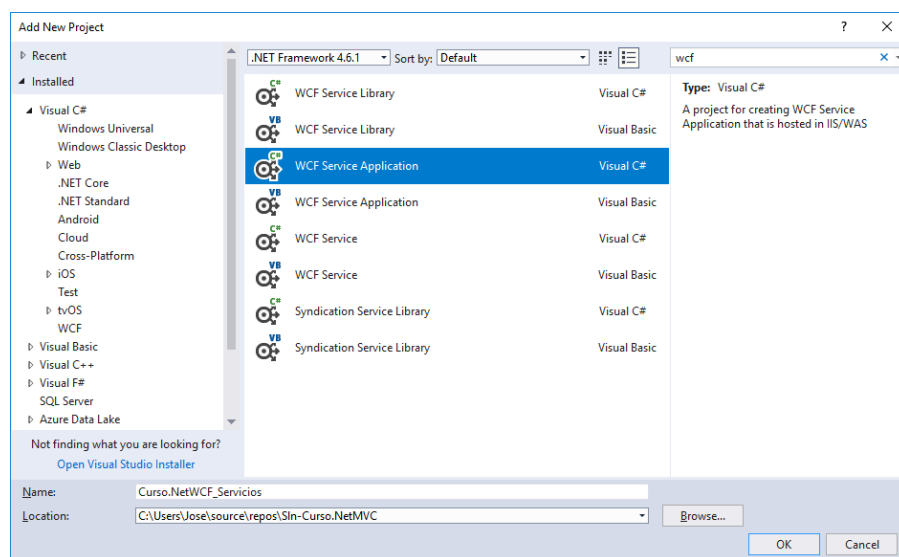 Add New Project
?
Recent
Installed
Visual C#
Windows Universal
Windows Classic Desktop
Web
.NET Core
.NET Standard
Android
Cloud
Cross-Platform
iOS
Test
tvOS
WCF
Visual Basic
Visual C++
Visual F#
SQL Server
Azure Data Lake
Not finding what you are looking for?
Open Visual Studio Installer
.NET Framework 4.6.1 Sort by: Default
C# WCF Service Library Visual C#
VB WCF Service Library Visual Basic
C# WCF Service Application Visual C#
VB WCF Service Application Visual Basic
C# WCF Service Visual C#
VB WCF Service Visual Basic
C# Syndication Service Library Visual C#
VB Syndication Service Library Visual Basic
wcf
Type: Visual C#
A project for creating WCF Service
Application that is hosted in IIS/WAS
Name: Curso.NetWCF_Servicios
Location: C:\Users\Jose\source\repos\Sln-Curso.NetMVC Browse...
OK Cancel